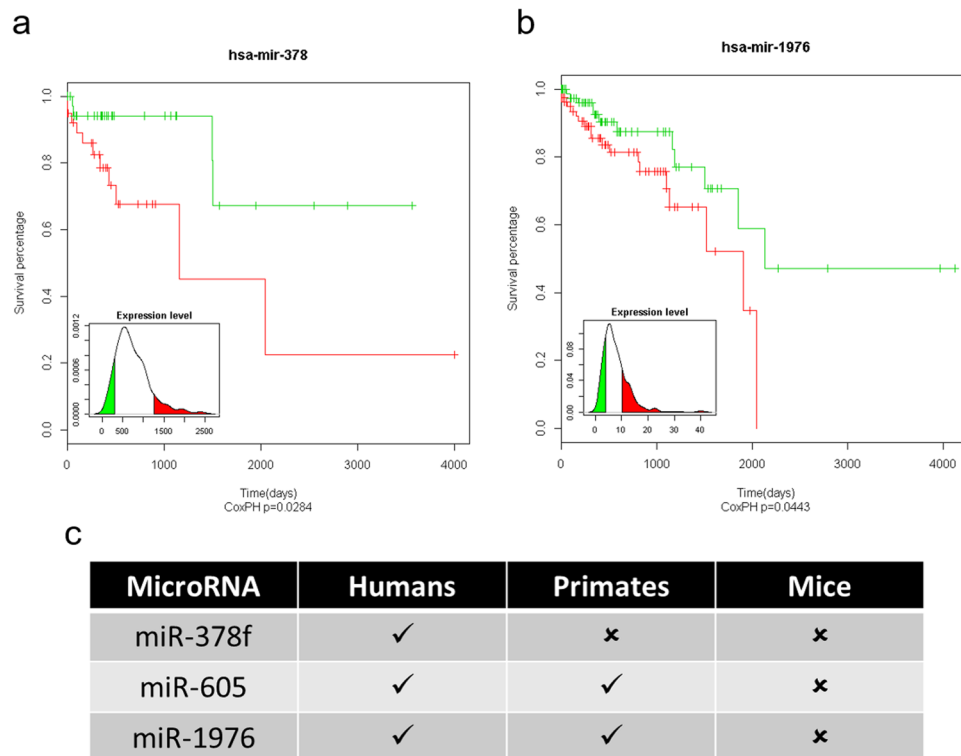 a
hsa-mir-378
Survival percentage
1.0
0.8
0.6
0.4
0.2
0.0
Expression level
0.0012
0.0006
0.0000
0 500 1500 2500
0 1000 2000 3000 4000
Time(days)
CoxPH p=0.0284
b
hsa-mir-1976
Survival percentage
1.0
0.8
0.6
0.4
0.2
0.0
Expression level
0.08
0.04
0.00
0 10 20 30 40
0 1000 2000 3000 4000
Time(days)
CoxPH p=0.0443
c
MicroRNA Humans Primates Mice
miR-378f ✓ ✘ ✘
miR-605 ✓ ✓ ✘
miR-1976 ✓ ✓ ✘